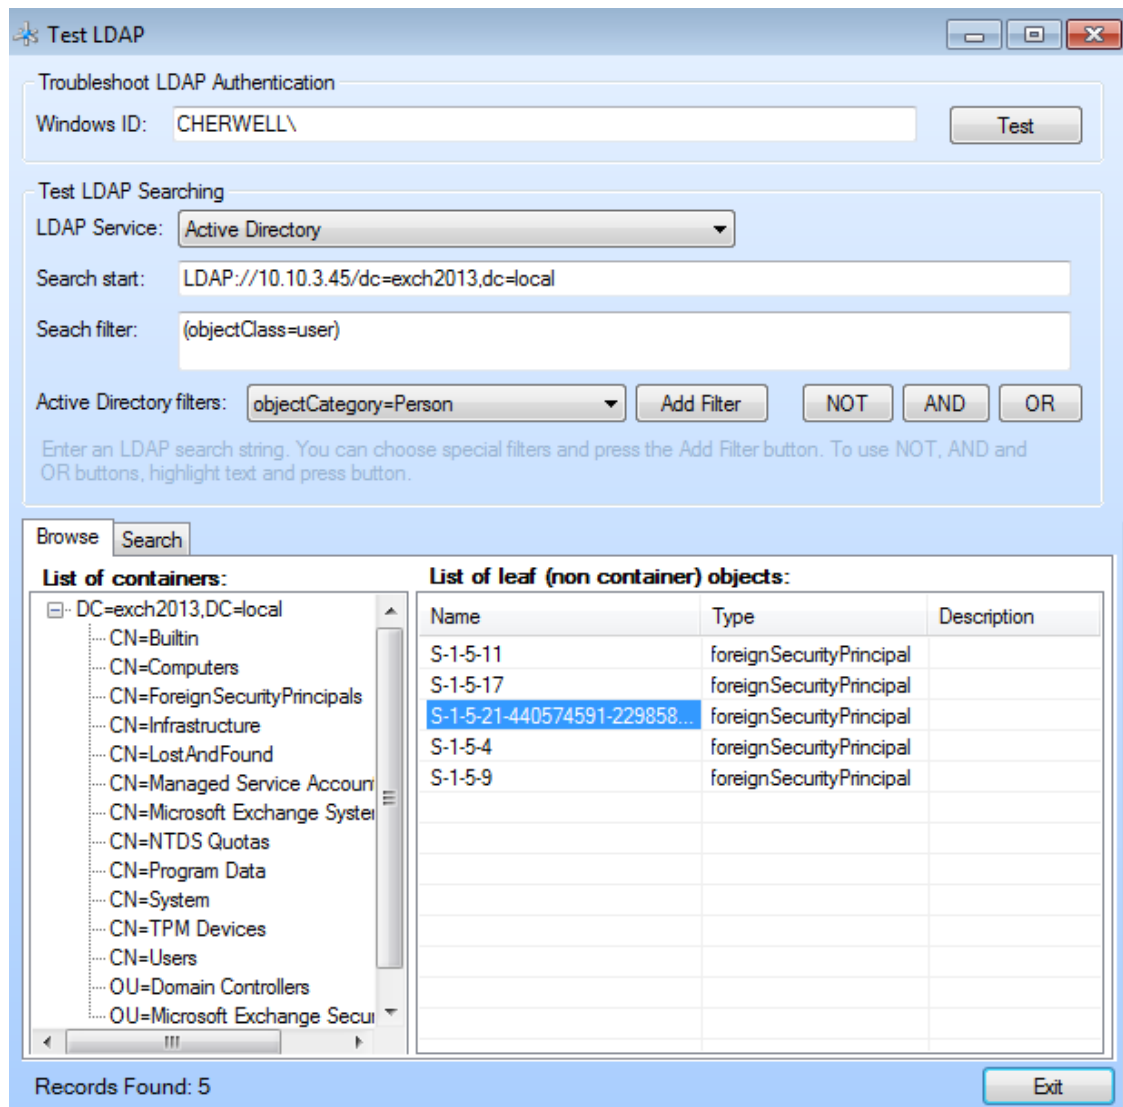 Test LDAP
Troubleshoot LDAP Authentication
Windows ID: CHERWELL\ Test
Test LDAP Searching
LDAP Service: Active Directory
Search start: LDAP://10.10.3.45/dc=exch2013,dc=local
Seach filter: (objectClass=user)
Active Directory filters: objectCategory=Person Add Filter NOT AND OR
Enter an LDAP search string. You can choose special filters and press the Add Filter button. To use NOT, AND and
OR buttons, highlight text and press button.
Browse Search
List of containers:
DC=exch2013,DC=local
CN=Builtin
CN=Computers
CN=ForeignSecurityPrincipals
CN=Infrastructure
CN=LostAndFound
CN=Managed Service Accoun
CN=Microsoft Exchange Syste
CN=NTDS Quotas
CN=Program Data
CN=System
CN=TPM Devices
CN=Users
OU=Domain Controllers
OU=Microsoft Exchange Secu
List of leaf (non container) objects:
Name Type Description
S-1-5-11 foreignSecurityPrincipal
S-1-5-17 foreignSecurityPrincipal
S-1-5-21-440574591-229858... foreignSecurityPrincipal
S-1-5-4 foreignSecurityPrincipal
S-1-5-9 foreignSecurityPrincipal
Records Found: 5 Exit